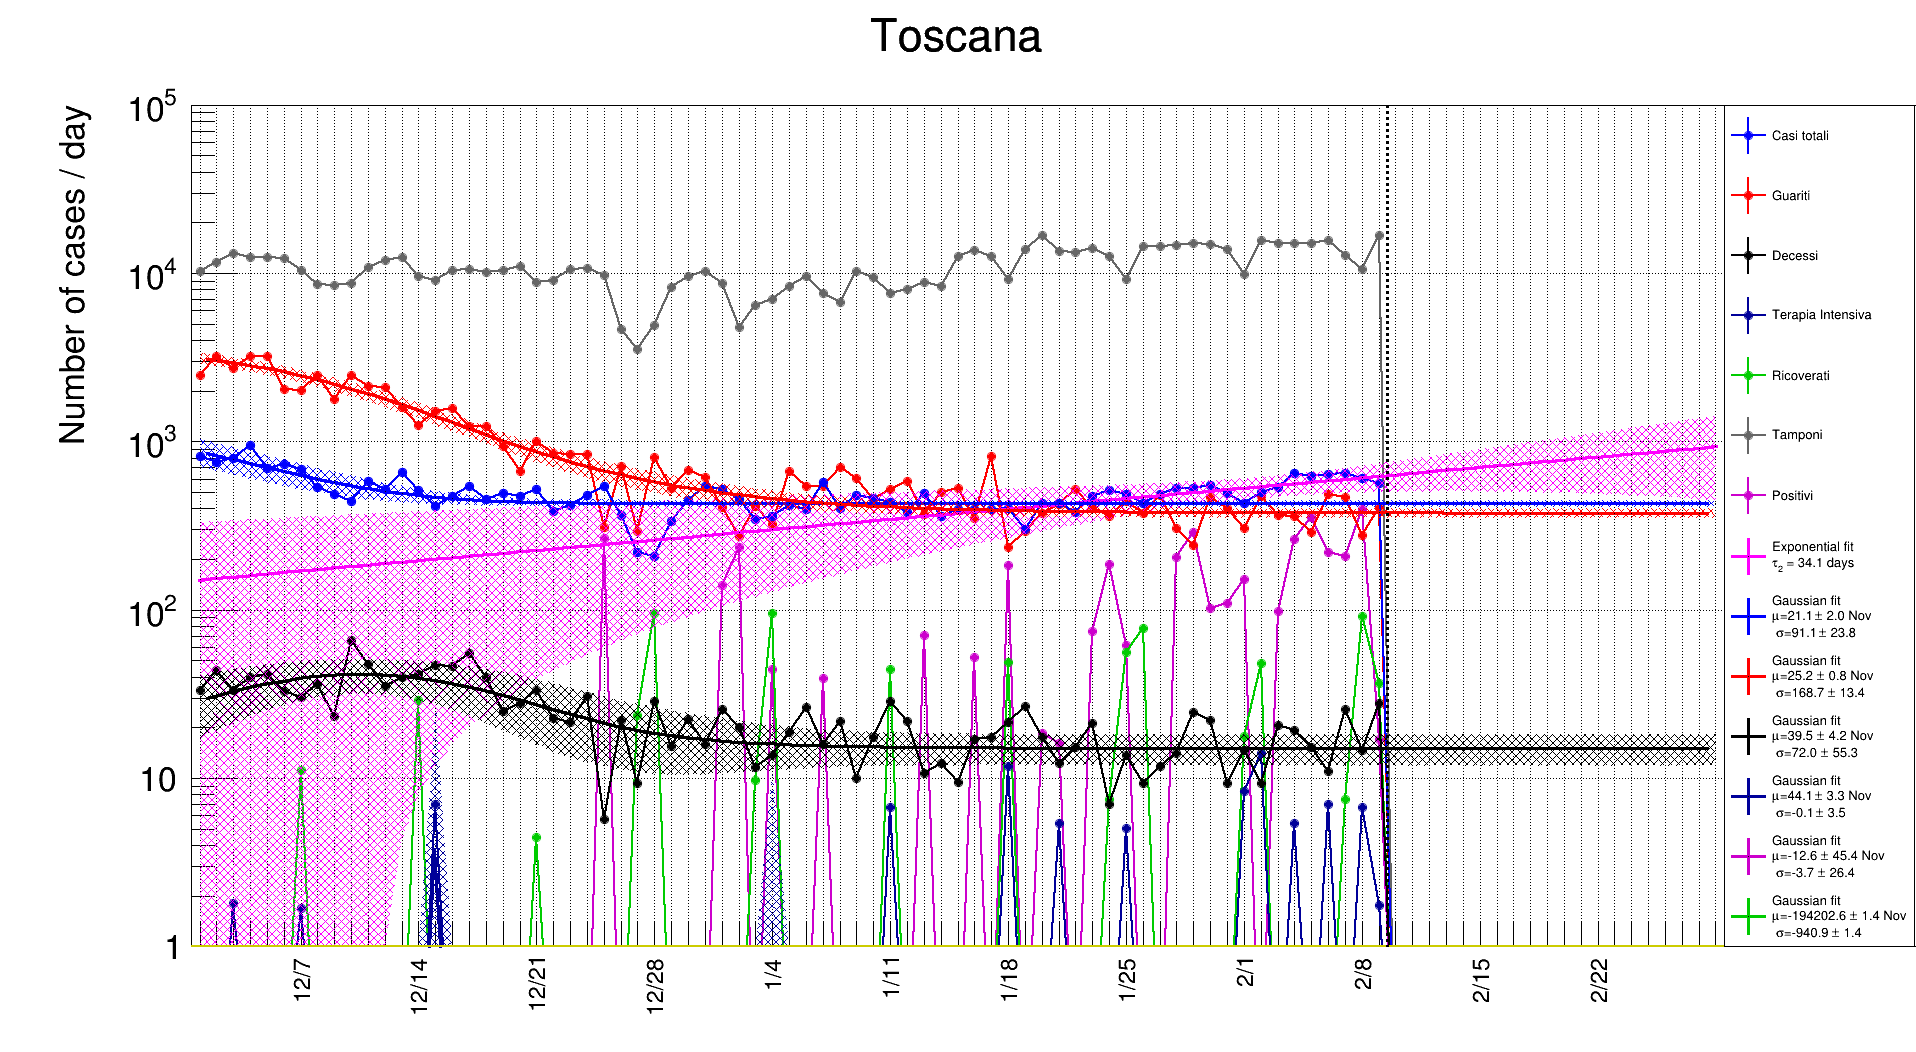 Toscana
Number of cases / day
10^5
10^4
10^3
10^2
10
1
12/7
12/14
12/21
12/28
1/4
1/11
1/18
1/25
2/1
2/8
2/15
2/22
Casi totali
Guariti
Decessi
Terapia Intensiva
Ricoverati
Tamponi
Positivi
Exponential fit
τ₂ = 34.1 days
Gaussian fit
μ=21.1 ± 2.0 Nov
σ=91.1 ± 23.8
Gaussian fit
μ=25.2 ± 0.8 Nov
σ=168.7 ± 13.4
Gaussian fit
μ=39.5 ± 4.2 Nov
σ=72.0 ± 55.3
Gaussian fit
μ=44.1 ± 3.3 Nov
σ=-0.1 ± 3.5
Gaussian fit
μ=-12.6 ± 45.4 Nov
σ=-3.7 ± 26.4
Gaussian fit
μ=-194202.6 ± 1.4 Nov
σ=-940.9 ± 1.4